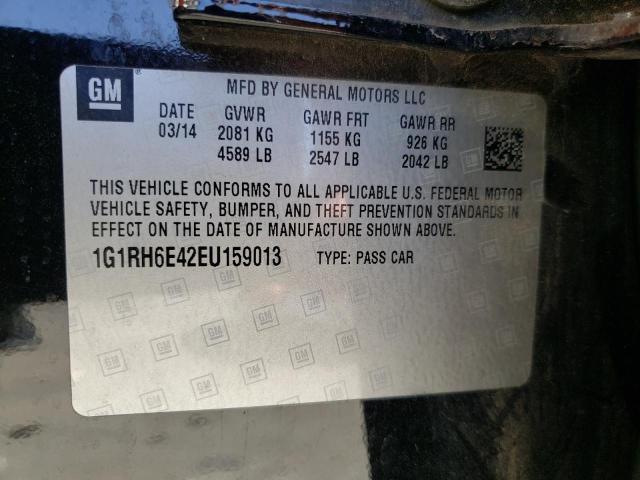 GM
MFD BY GENERAL MOTORS LLC
DATE GVWR GAWR FRT GAWR RR
03/14 2081 KG 1155 KG 926 KG
4589 LB 2547 LB 2042 LB
THIS VEHICLE CONFORMS TO ALL APPLICABLE U.S. FEDERAL MOTOR
VEHICLE SAFETY, BUMPER, AND THEFT PREVENTION STANDARDS IN
EFFECT ON THE DATE OF MANUFACTURE SHOWN ABOVE.
1G1RH6E42EU159013 TYPE: PASS CAR